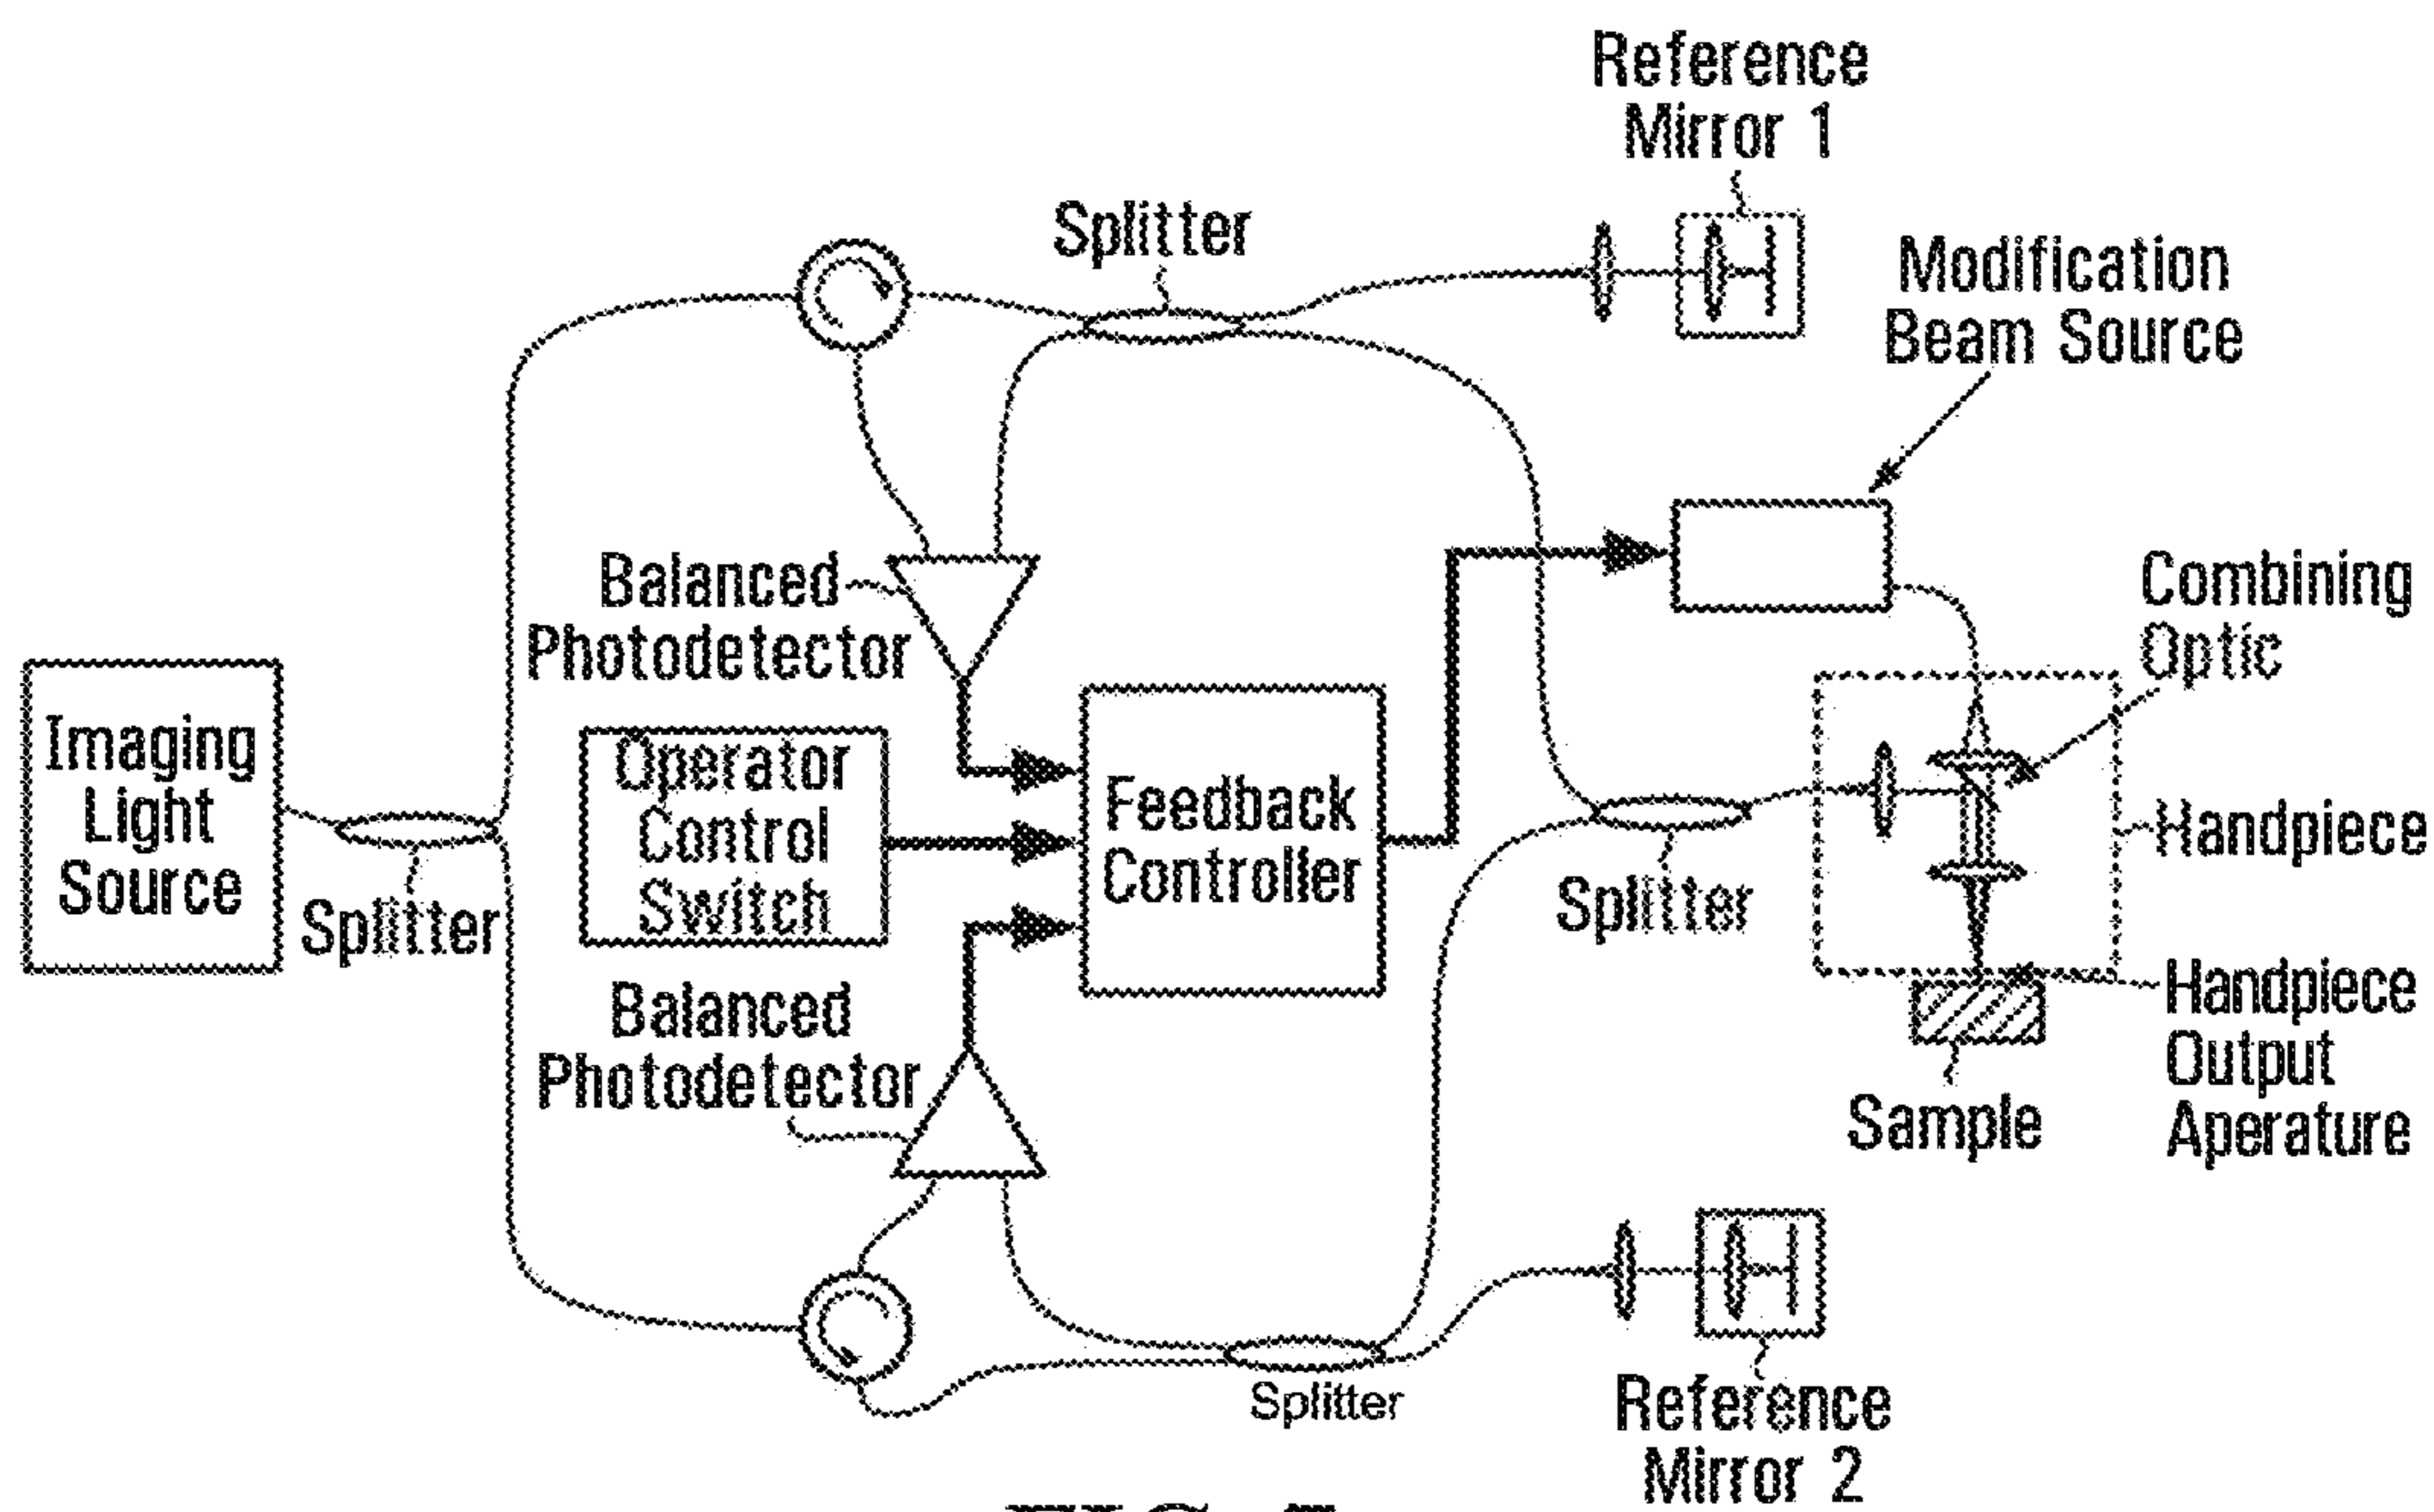 Reference
Mirror 1
Splitter
Modification
Beam Source
Balanced
Photodetector
Combining
Optic
Imaging
Light
Source
Splitter
Operator
Control
Switch
Feedback
Controller
Splitter
Handpiece
Handpiece
Output
Aperature
Sample
Balanced
Photodetector
Splitter
Reference
Mirror 2